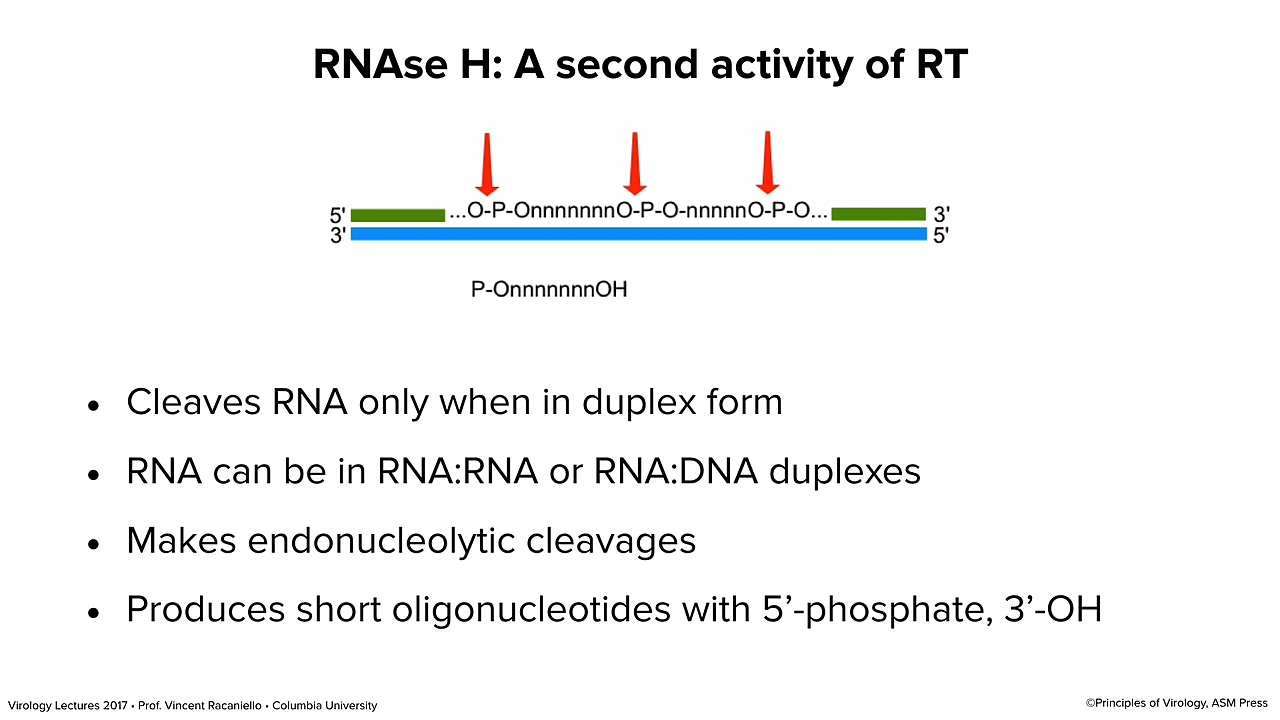 RNAse H: A second activity of RT
5' ...O-P-OnnnnnnnO-P-O-nnnnnO-P-O... 3'
3' 5'
P-OnnnnnnnOH
• Cleaves RNA only when in duplex form
• RNA can be in RNA:RNA or RNA:DNA duplexes
• Makes endonucleolytic cleavages
• Produces short oligonucleotides with 5’-phosphate, 3’-OH
Virology Lectures 2017 • Prof. Vincent Racaniello • Columbia University
©Principles of Virology, ASM Press